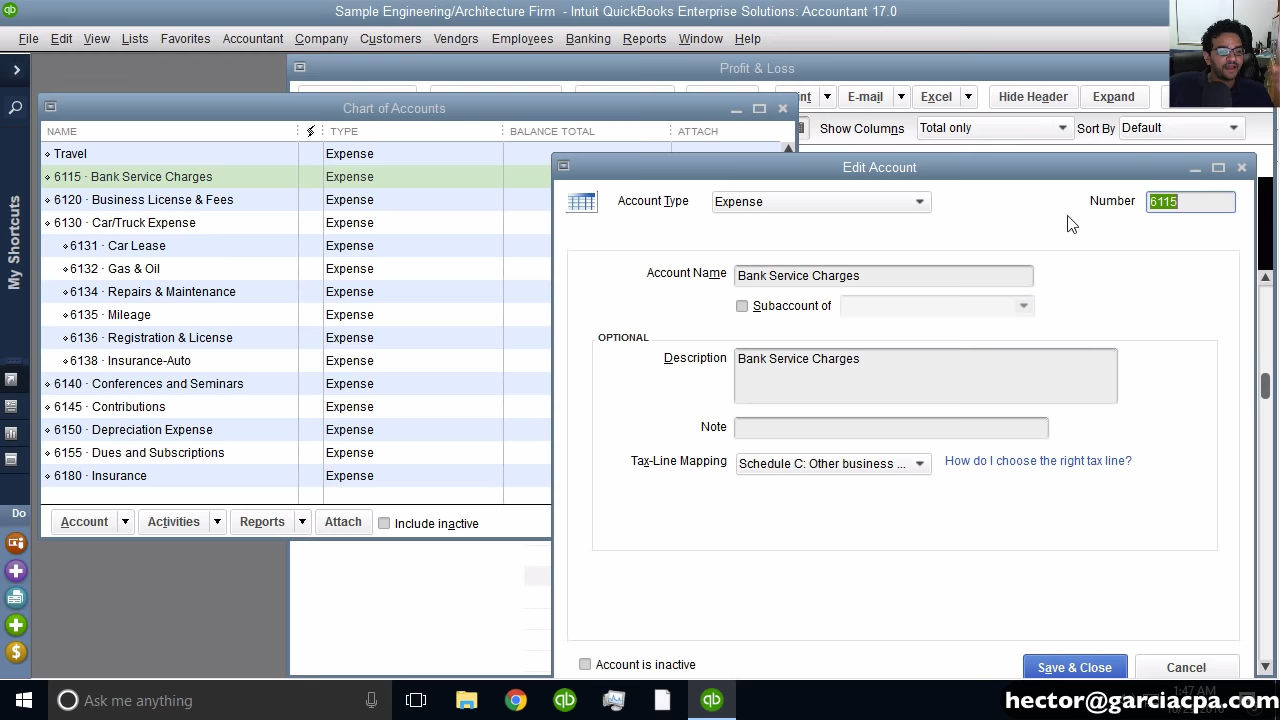 Sample Engineering/Architecture Firm - Intuit QuickBooks Enterprise Solutions: Accountant 17.0
File Edit View Lists Favorites Accountant Company Customers Vendors Employees Banking Reports Window Help
Profit & Loss
E-mail Excel Hide Header Expand
Show Columns Total only Sort By Default
My Shortcuts
Do
Chart of Accounts
NAME TYPE BALANCE TOTAL ATTACH
Travel Expense
6115 · Bank Service Charges Expense
6120 · Business License & Fees Expense
6130 · Car/Truck Expense Expense
6131 · Car Lease Expense
6132 · Gas & Oil Expense
6134 · Repairs & Maintenance Expense
6135 · Mileage Expense
6136 · Registration & License Expense
6138 · Insurance-Auto Expense
6140 · Conferences and Seminars Expense
6145 · Contributions Expense
6150 · Depreciation Expense Expense
6155 · Dues and Subscriptions Expense
6180 · Insurance Expense
Account Activities Reports Attach Include inactive
Edit Account
Account Type Expense Number 6115
Account Name Bank Service Charges
Subaccount of
OPTIONAL
Description Bank Service Charges
Note
Tax-Line Mapping Schedule C: Other business ... How do I choose the right tax line?
Account is inactive Save & Close Cancel
Ask me anything
1:47 AM
hector@garciacpa.com